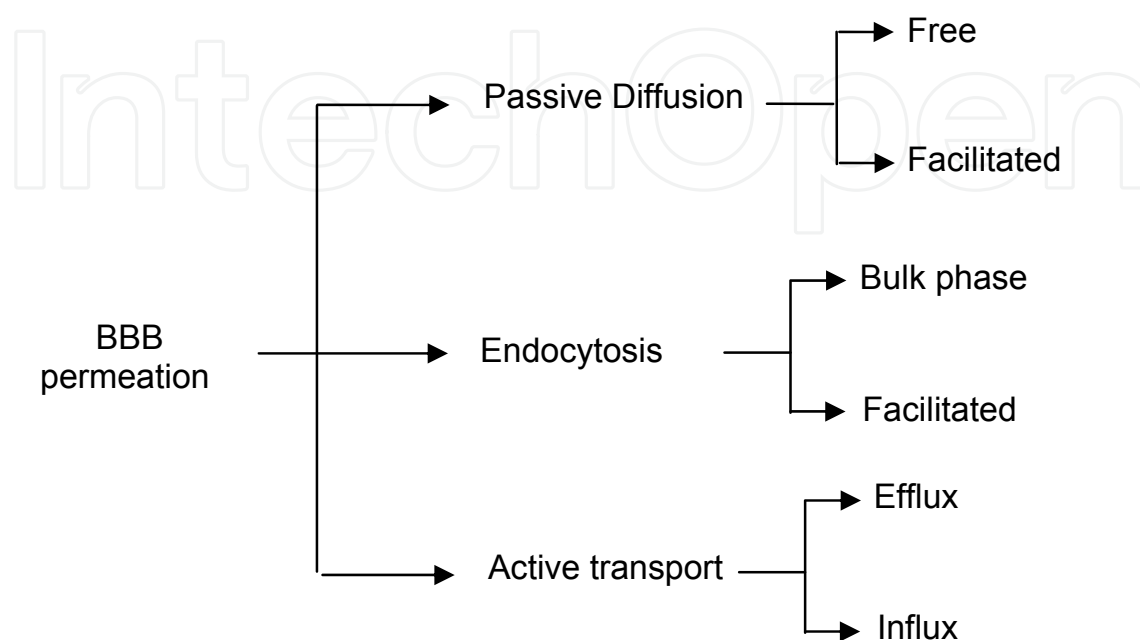 IntechOpen
Free
Passive Diffusion
Facilitated
Bulk phase
BBB
permeation
Endocytosis
Facilitated
Efflux
Active transport
Influx